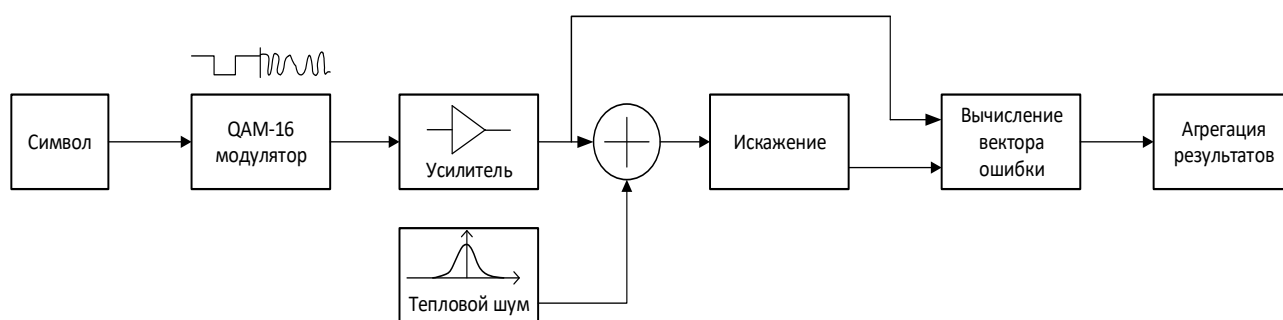 Символ
QAM-16
модулятор
Усилитель
Тепловой шум
Искажение
Вычисление
вектора
ошибки
Агрегация
результатов